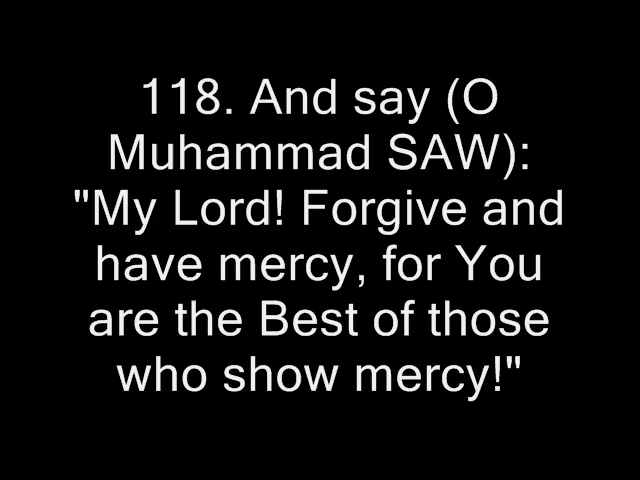 118. And say (O
Muhammad SAW):
"My Lord! Forgive and
have mercy, for You
are the Best of those
who show mercy!"